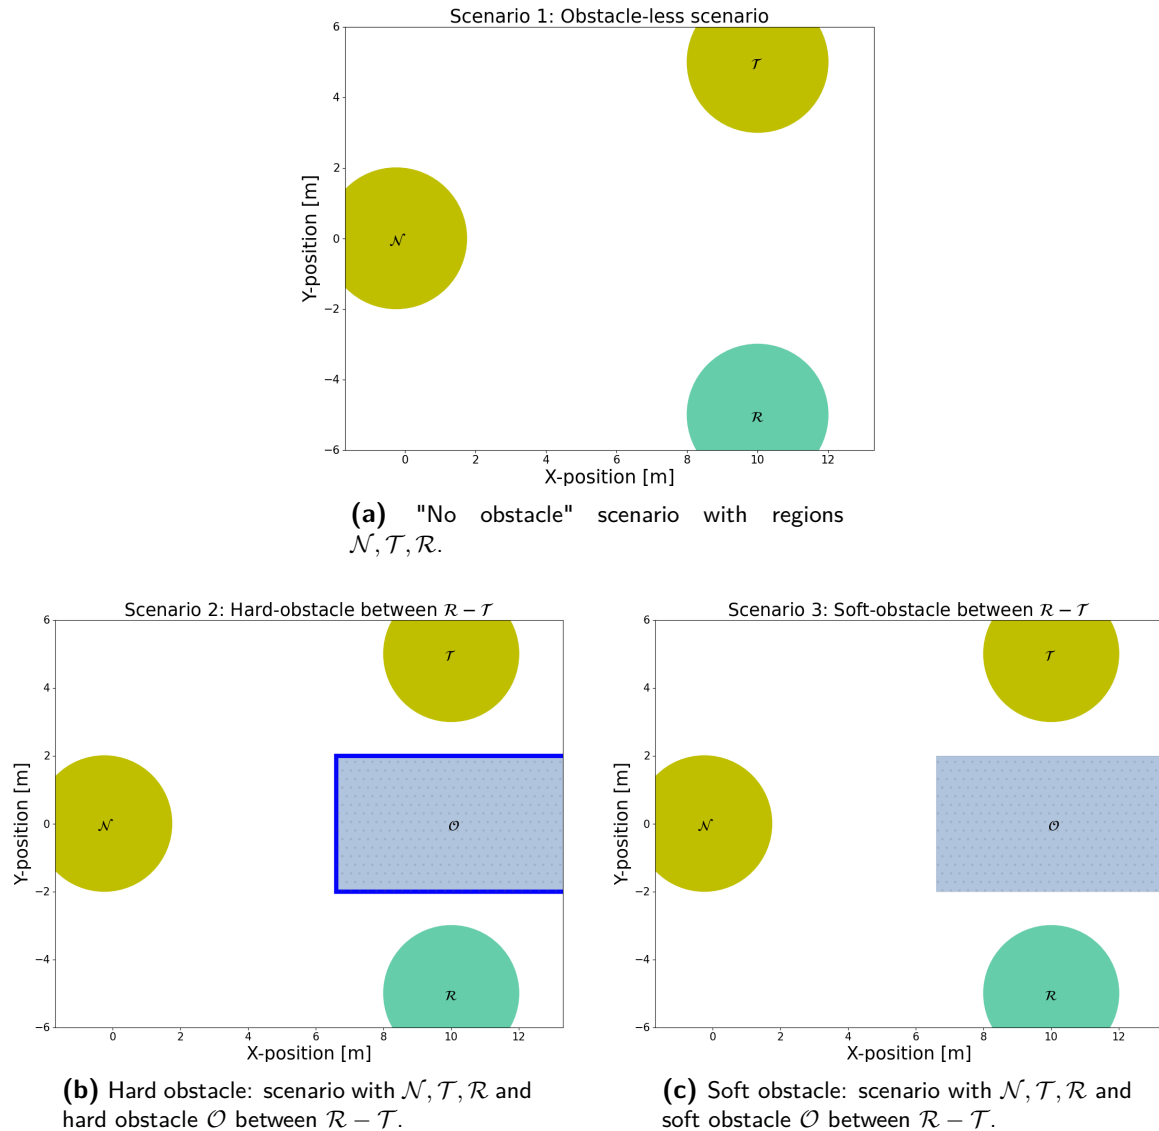 Scenario 1: Obstacle-less scenario
6
4
2
0
−2
−4
−6
Y-position [m]
𝒯
𝒩
ℛ
0 2 4 6 8 10 12
X-position [m]
(a) "No obstacle" scenario with regions
𝒩, 𝒯, ℛ.
Scenario 2: Hard-obstacle between ℛ − 𝒯
6
4
2
0
−2
−4
−6
Y-position [m]
𝒯
𝒩
𝒪
ℛ
0 2 4 6 8 10 12
X-position [m]
(b) Hard obstacle: scenario with 𝒩, 𝒯, ℛ and
hard obstacle 𝒪 between ℛ − 𝒯.
Scenario 3: Soft-obstacle between ℛ − 𝒯
6
4
2
0
−2
−4
−6
Y-position [m]
𝒯
𝒩
𝒪
ℛ
0 2 4 6 8 10 12
X-position [m]
(c) Soft obstacle: scenario with 𝒩, 𝒯, ℛ and
soft obstacle 𝒪 between ℛ − 𝒯.